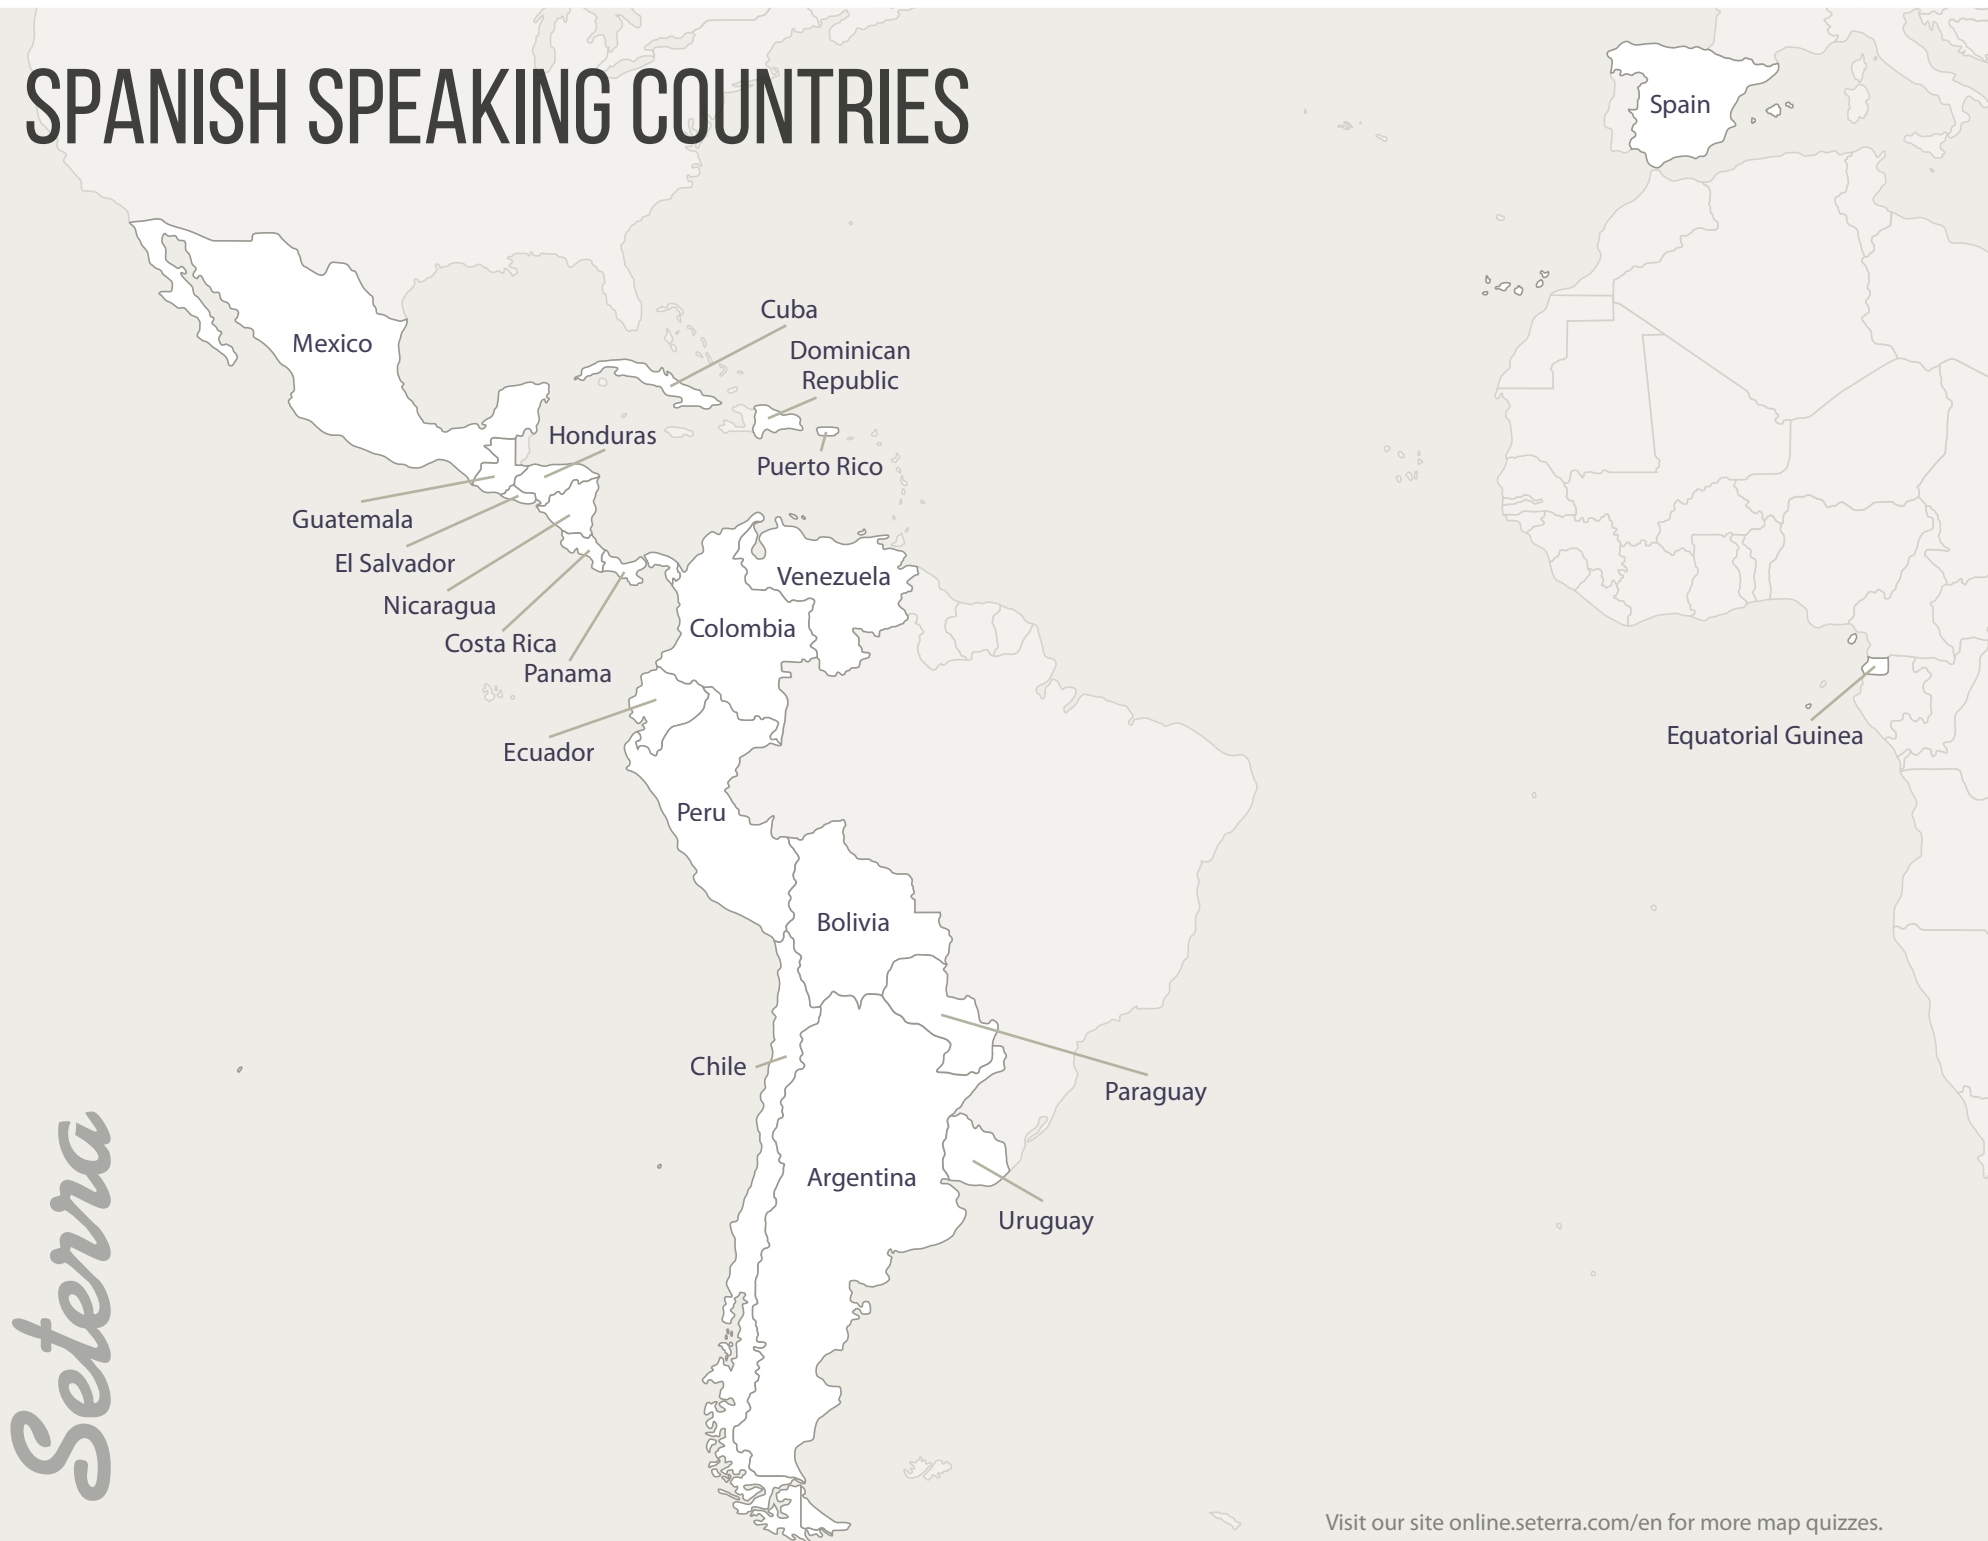 SPANISH SPEAKING COUNTRIES
Spain
Mexico
Cuba
Dominican
Republic
Honduras
Puerto Rico
Guatemala
El Salvador
Nicaragua
Costa Rica
Panama
Venezuela
Colombia
Ecuador
Equatorial Guinea
Peru
Bolivia
Chile
Paraguay
Argentina
Uruguay
Seterra
Visit our site online.seterra.com/en for more map quizzes.